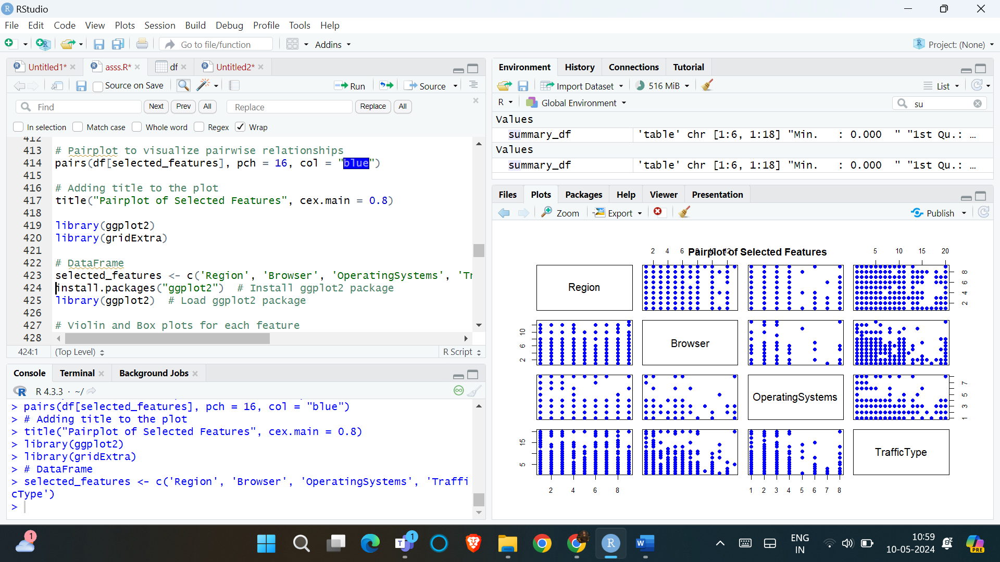 RStudio
File Edit Code View Plots Session Build Debug Profile Tools Help
Go to file/function Addins Project: (None)
Untitled1* asss.R* df Untitled2*
Source on Save Run Source
Find Next Prev All Replace Replace All
In selection Match case Whole word Regex Wrap
412
413 # Pairplot to visualize pairwise relationships
414 pairs(df[selected_features], pch = 16, col = "blue")
415
416 # Adding title to the plot
417 title("Pairplot of Selected Features", cex.main = 0.8)
418
419 library(ggplot2)
420 library(gridExtra)
421
422 # DataFrame
423 selected_features <- c('Region', 'Browser', 'OperatingSystems', 'Tr
424 install.packages("ggplot2")  # Install ggplot2 package
425 library(ggplot2)  # Load ggplot2 package
426
427 # Violin and Box plots for each feature
428
424:1 (Top Level) R Script
Console Terminal Background Jobs
R 4.3.3 · ~/
> pairs(df[selected_features], pch = 16, col = "blue")
> # Adding title to the plot
> title("Pairplot of Selected Features", cex.main = 0.8)
> library(ggplot2)
> library(gridExtra)
> # DataFrame
> selected_features <- c('Region', 'Browser', 'OperatingSystems', 'Traffi
cType')
>
Environment History Connections Tutorial
Import Dataset 516 MiB List
R Global Environment su
Values
summary_df 'table' chr [1:6, 1:18] "Min.   : 0.000  " "1st Qu.: …
Values
summary_df 'table' chr [1:6, 1:18] "Min.   : 0.000  " "1st Qu.: …
Files Plots Packages Help Viewer Presentation
Zoom Export Publish
Pairplot of Selected Features
2 4 6 8 10 12 5 10 15 20
Region 2 4 6 8
2 6 10 Browser
OperatingSystems 1 3 5 7
5 15 TrafficType
2 4 6 8 1 2 3 4 5 6 7 8
1 T 1 R W ENG
IN
10:59
10-05-2024
PRE